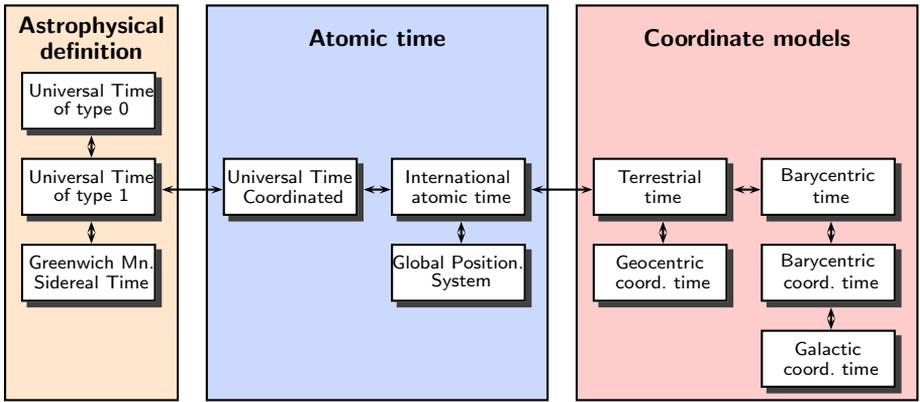 Astrophysical
definition
Universal Time
of type 0
Universal Time
of type 1
Greenwich Mn.
Sidereal Time
Atomic time
Universal Time
Coordinated
International
atomic time
Global Position.
System
Coordinate models
Terrestrial
time
Barycentric
time
Geocentric
coord. time
Barycentric
coord. time
Galactic
coord. time